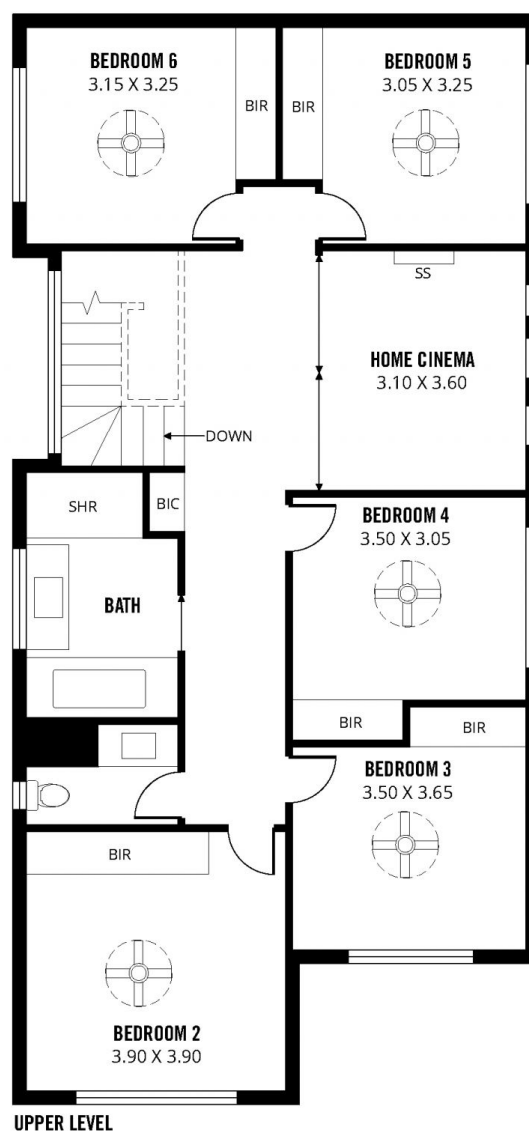 BEDROOM 6
3.15 X 3.25
BIR
BIR
BEDROOM 5
3.05 X 3.25
SS
HOME CINEMA
3.10 X 3.60
DOWN
SHR
BIC
BEDROOM 4
3.50 X 3.05
BATH
BIR
BIR
BEDROOM 3
3.50 X 3.65
BIR
BEDROOM 2
3.90 X 3.90
UPPER LEVEL